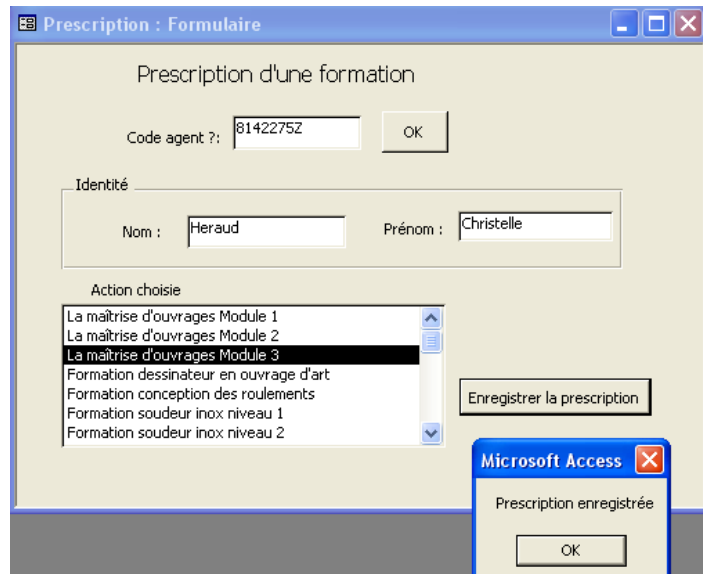 Prescription : Formulaire
Prescription d'une formation
Code agent ?: 8142275Z OK
Identité
Nom : Heraud Prénom : Christelle
Action choisie
La maîtrise d'ouvrages Module 1
La maîtrise d'ouvrages Module 2
La maîtrise d'ouvrages Module 3
Formation dessinateur en ouvrage d'art
Formation conception des roulements
Formation soudeur inox niveau 1
Formation soudeur inox niveau 2
Enregistrer la prescription
Microsoft Access
Prescription enregistrée
OK